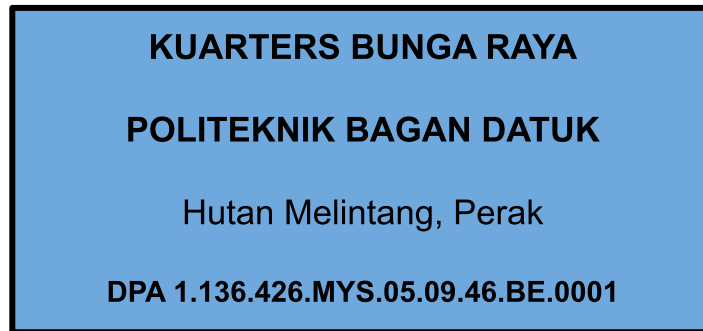 KUARTERS BUNGA RAYA
POLITEKNIK BAGAN DATUK
Hutan Melintang, Perak
DPA 1.136.426.MYS.05.09.46.BE.0001